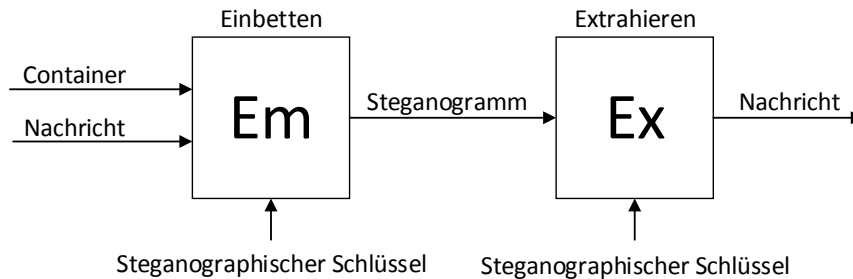 Einbetten
Extrahieren
Container
Nachricht
Em
Steganogramm
Ex
Nachricht
Steganographischer Schlüssel
Steganographischer Schlüssel